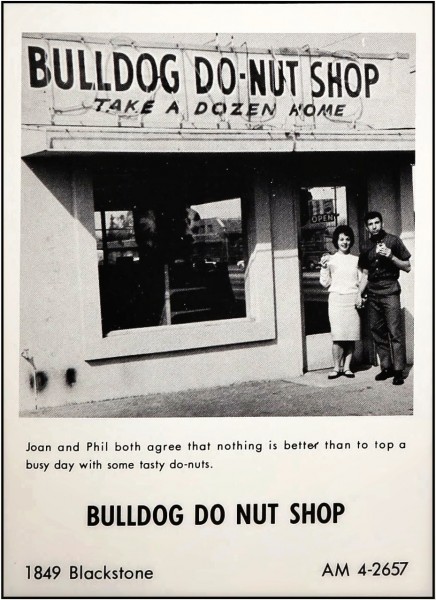 BULLDOG DO-NUT SHOP
TAKE A DOZEN HOME
OPEN
Joan and Phil both agree that nothing is better than to top a
busy day with some tasty do-nuts.
BULLDOG DO NUT SHOP
1849 Blackstone
AM 4-2657